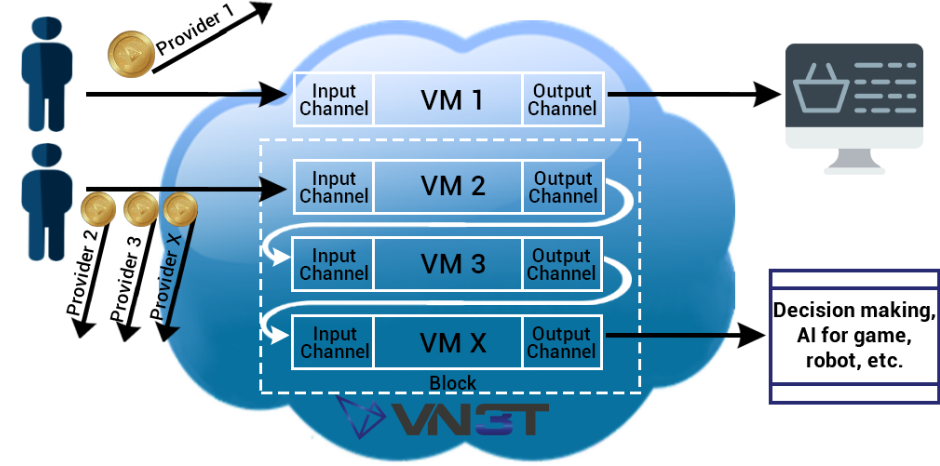 Provider 1
Input
Channel
VM 1
Output
Channel
Input
Channel
VM 2
Output
Channel
Provider 2
Provider 3
Provider X
Input
Channel
VM 3
Output
Channel
Input
Channel
VM X
Output
Channel
Block
Decision making,
AI for game,
robot, etc.
VN3T